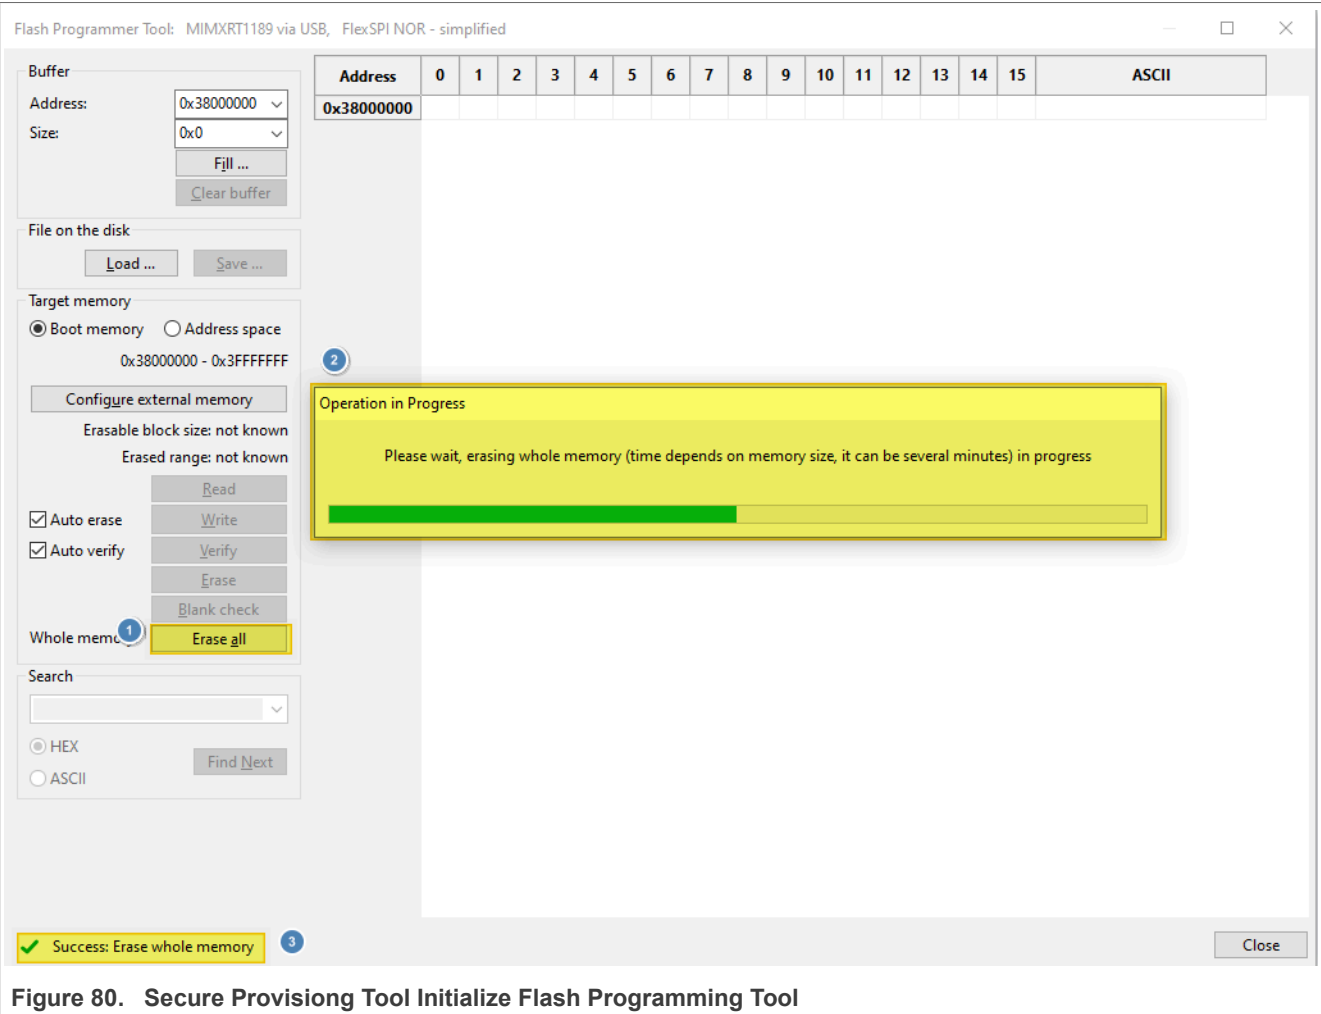 Flash Programmer Tool:   MIMXRT1189 via USB,   FlexSPI NOR - simplified
Buffer
Address: 0x38000000
Size: 0x0
Fill ...
Clear buffer
File on the disk
Load ... Save ...
Target memory
Boot memory Address space
0x38000000 - 0x3FFFFFFF
Configure external memory
Erasable block size: not known
Erased range: not known
Read
Auto erase Write
Auto verify Verify
Erase
Blank check
Whole mem 1 Erase all
Search
HEX
Find Next
ASCII
Address 0 1 2 3 4 5 6 7 8 9 10 11 12 13 14 15 ASCII
0x38000000
2
Operation in Progress
Please wait, erasing whole memory (time depends on memory size, it can be several minutes) in progress
Success: Erase whole memory 3
Close
Figure 80.   Secure Provisiong Tool Initialize Flash Programming Tool